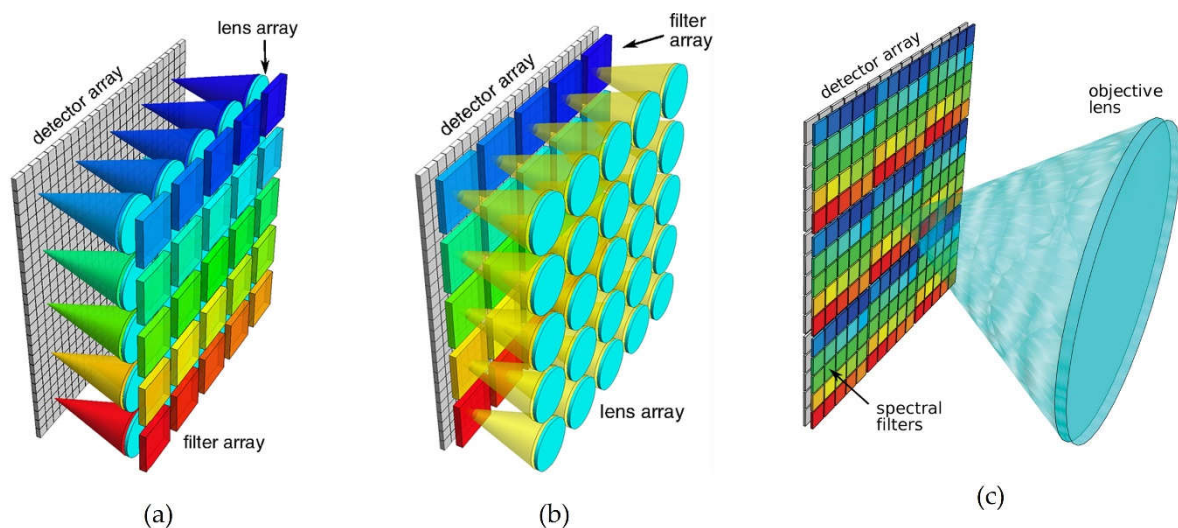 lens array
detector array
filter array
(a)
filter
array
detector array
lens array
(b)
detector array
objective
lens
spectral
filters
(c)